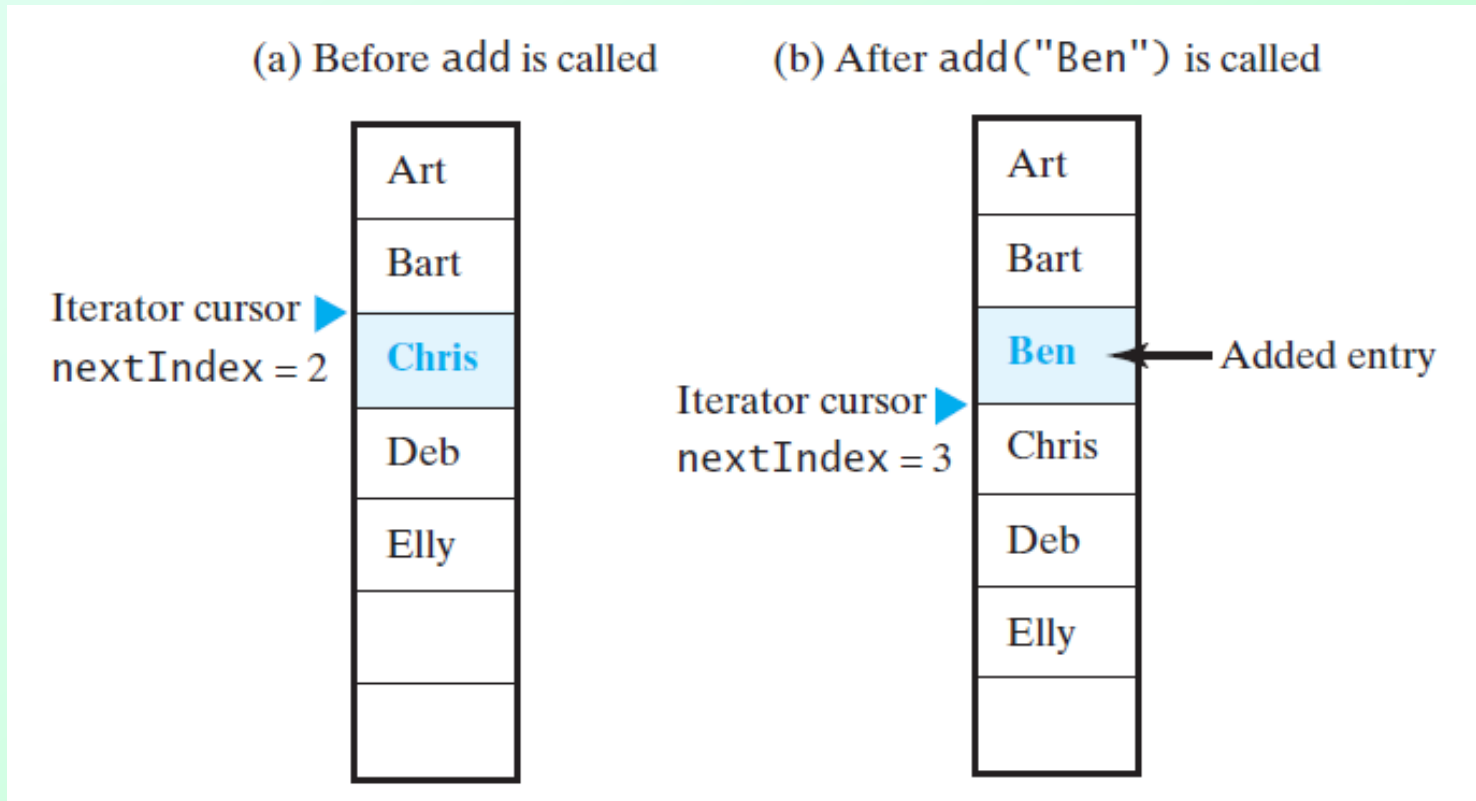 (a) Before add is called
Art
Bart
Iterator cursor
nextIndex = 2
Chris
Deb
Elly
(b) After add("Ben") is called
Art
Bart
Ben
Added entry
Iterator cursor
nextIndex = 3
Chris
Deb
Elly